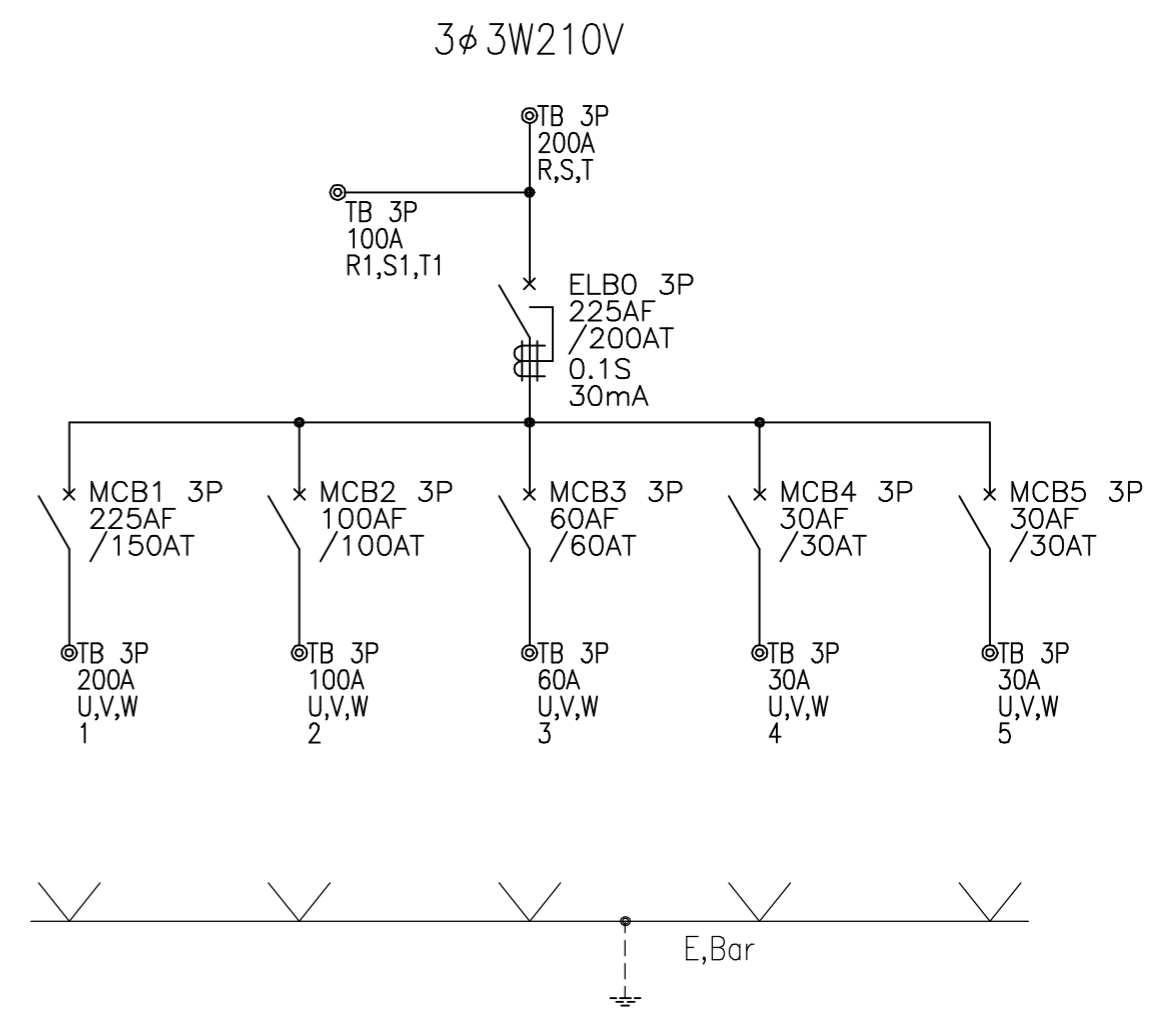 3φ3W210V
TB 3P
200A
R,S,T
TB 3P
100A
R1,S1,T1
ELB0 3P
225AF
/200AT
0.1S
30mA
MCB1 3P
225AF
/150AT
MCB2 3P
100AF
/100AT
MCB3 3P
60AF
/60AT
MCB4 3P
30AF
/30AT
MCB5 3P
30AF
/30AT
TB 3P
200A
U,V,W
1
TB 3P
100A
U,V,W
2
TB 3P
60A
U,V,W
3
TB 3P
30A
U,V,W
4
TB 3P
30A
U,V,W
5
E,Bar